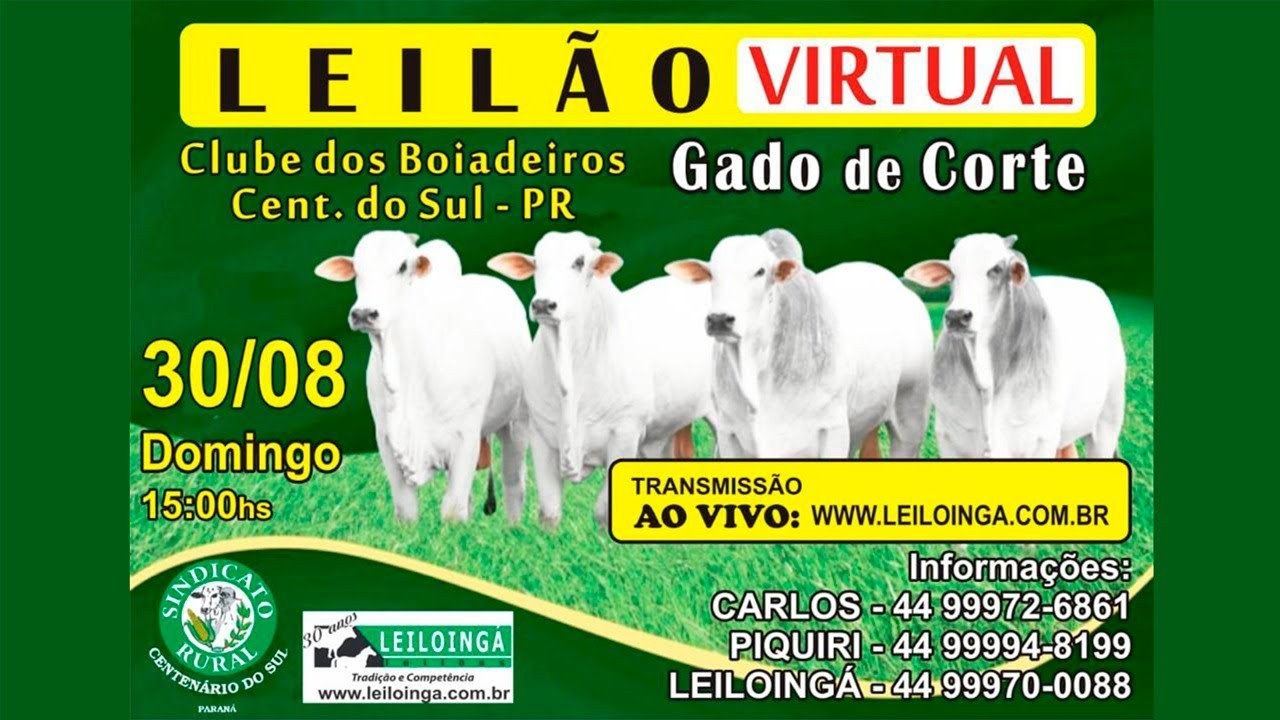 LEILÃO VIRTUAL
Clube dos Boiadeiros
Cent. do Sul - PR
Gado de Corte
30/08
Domingo
15:00hs
TRANSMISSÃO
AO VIVO: WWW.LEILOINGA.COM.BR
Informações:
CARLOS - 44 99972-6861
PIQUIRI - 44 99994-8199
LEILOINGÁ - 44 99970-0088
SINDICATO RURAL
CENTENÁRIO DO SUL
PARANÁ
30 anos
LEILOINGÁ
Tradição e Competência
www.leiloinga.com.br